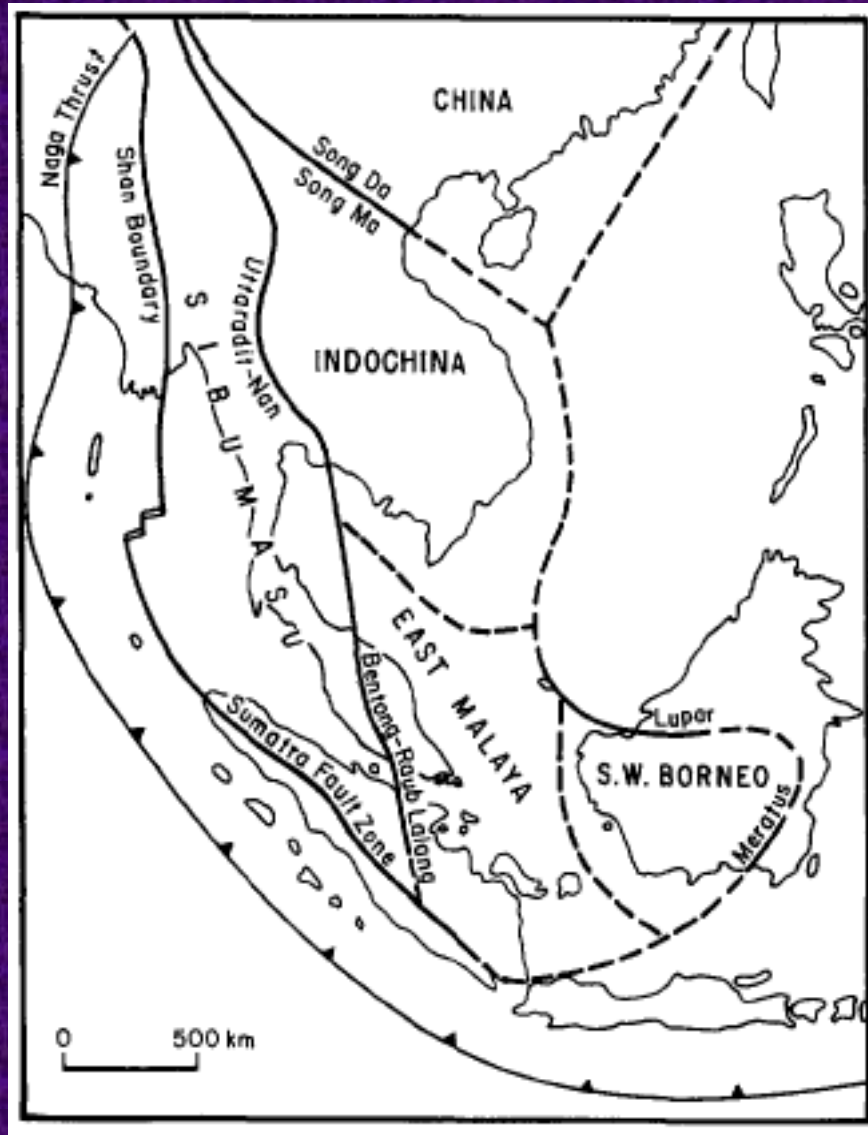 CHINA
Naga Thrust
Shan Boundary
Song Da
Song Ma
SIBUMASU
Uttaradit-Nan
INDOCHINA
EAST MALAYA
Bentong-Raub Lalang
Sumatra Fault Zone
Lupar
S.W. BORNEO
Meratus
0 500 km